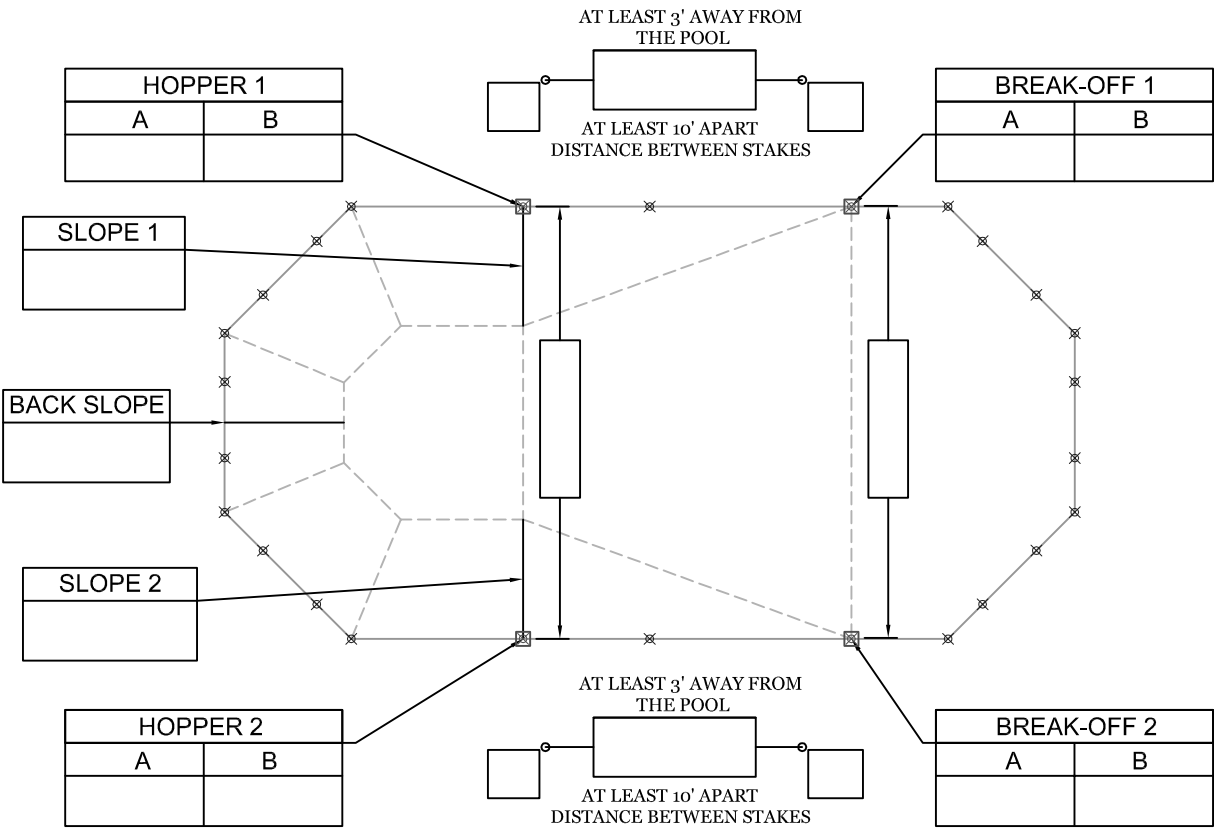 AT LEAST 3' AWAY FROM
THE POOL
HOPPER 1
A B
BREAK-OFF 1
A B
AT LEAST 10' APART
DISTANCE BETWEEN STAKES
SLOPE 1
BACK SLOPE
SLOPE 2
AT LEAST 3' AWAY FROM
THE POOL
HOPPER 2
A B
BREAK-OFF 2
A B
AT LEAST 10' APART
DISTANCE BETWEEN STAKES